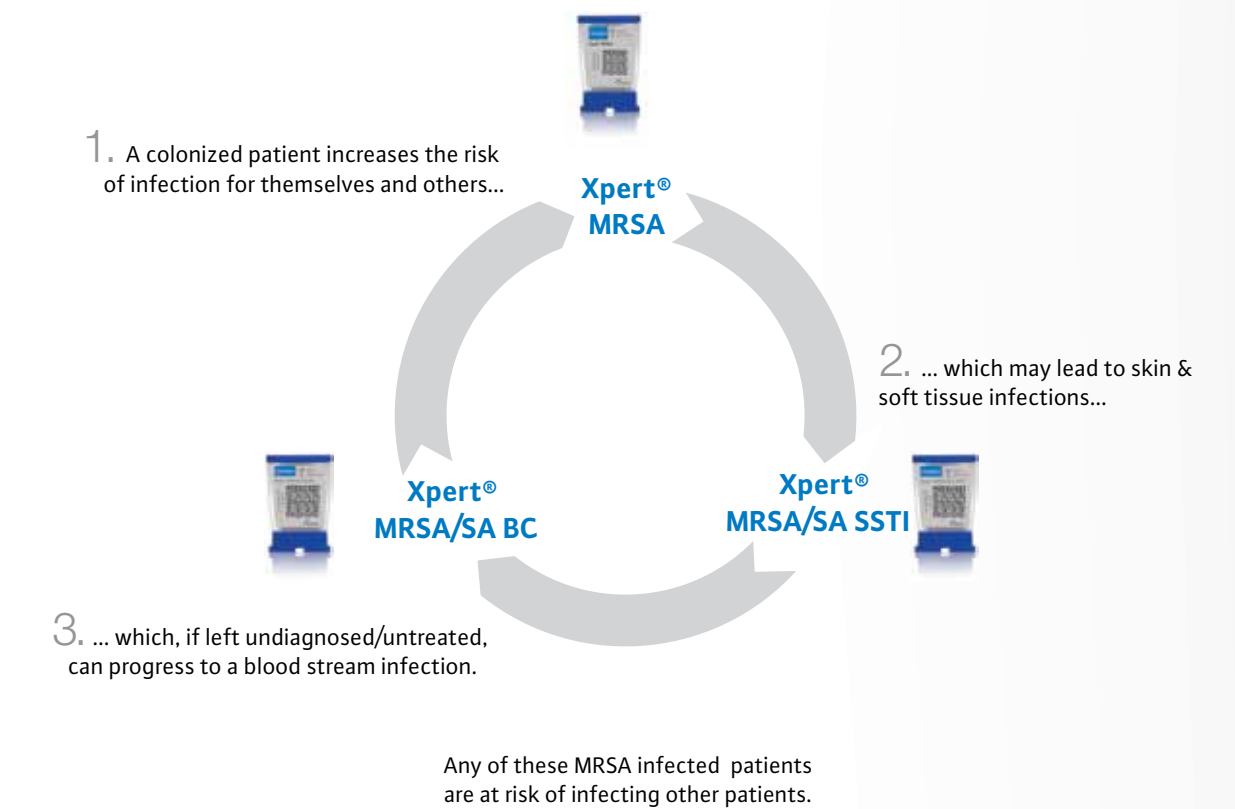 1. A colonized patient increases the risk
of infection for themselves and others...
Xpert®
MRSA
2. ... which may lead to skin &
soft tissue infections...
Xpert®
MRSA/SA SSTI
Xpert®
MRSA/SA BC
3. ... which, if left undiagnosed/untreated,
can progress to a blood stream infection.
Any of these MRSA infected patients
are at risk of infecting other patients.